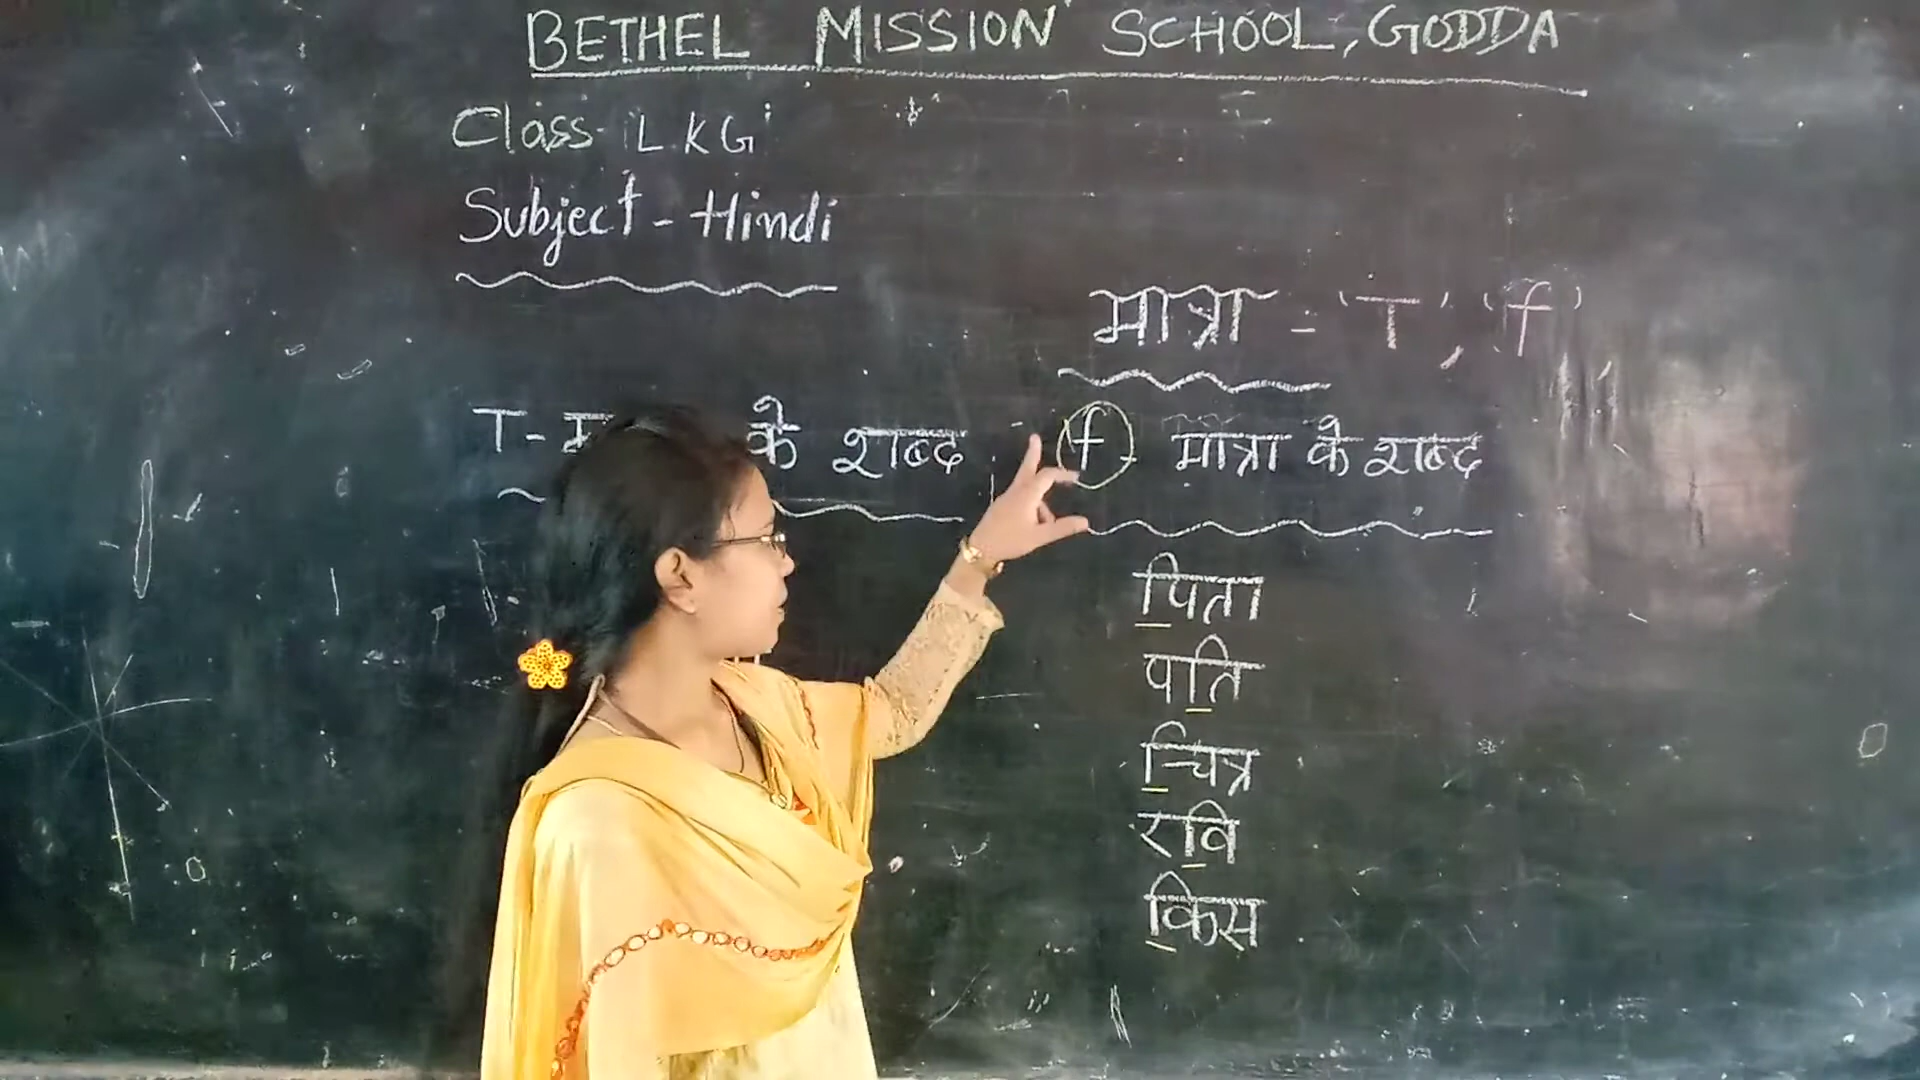 BETHEL MISSION SCHOOL, GODDA
Class- LKG
Subject - Hindi
मात्रा - 'ा', 'ि'
ा - के शब्द
ि - मात्रा के शब्द
पिता
पति
चित्र
रवि
किस